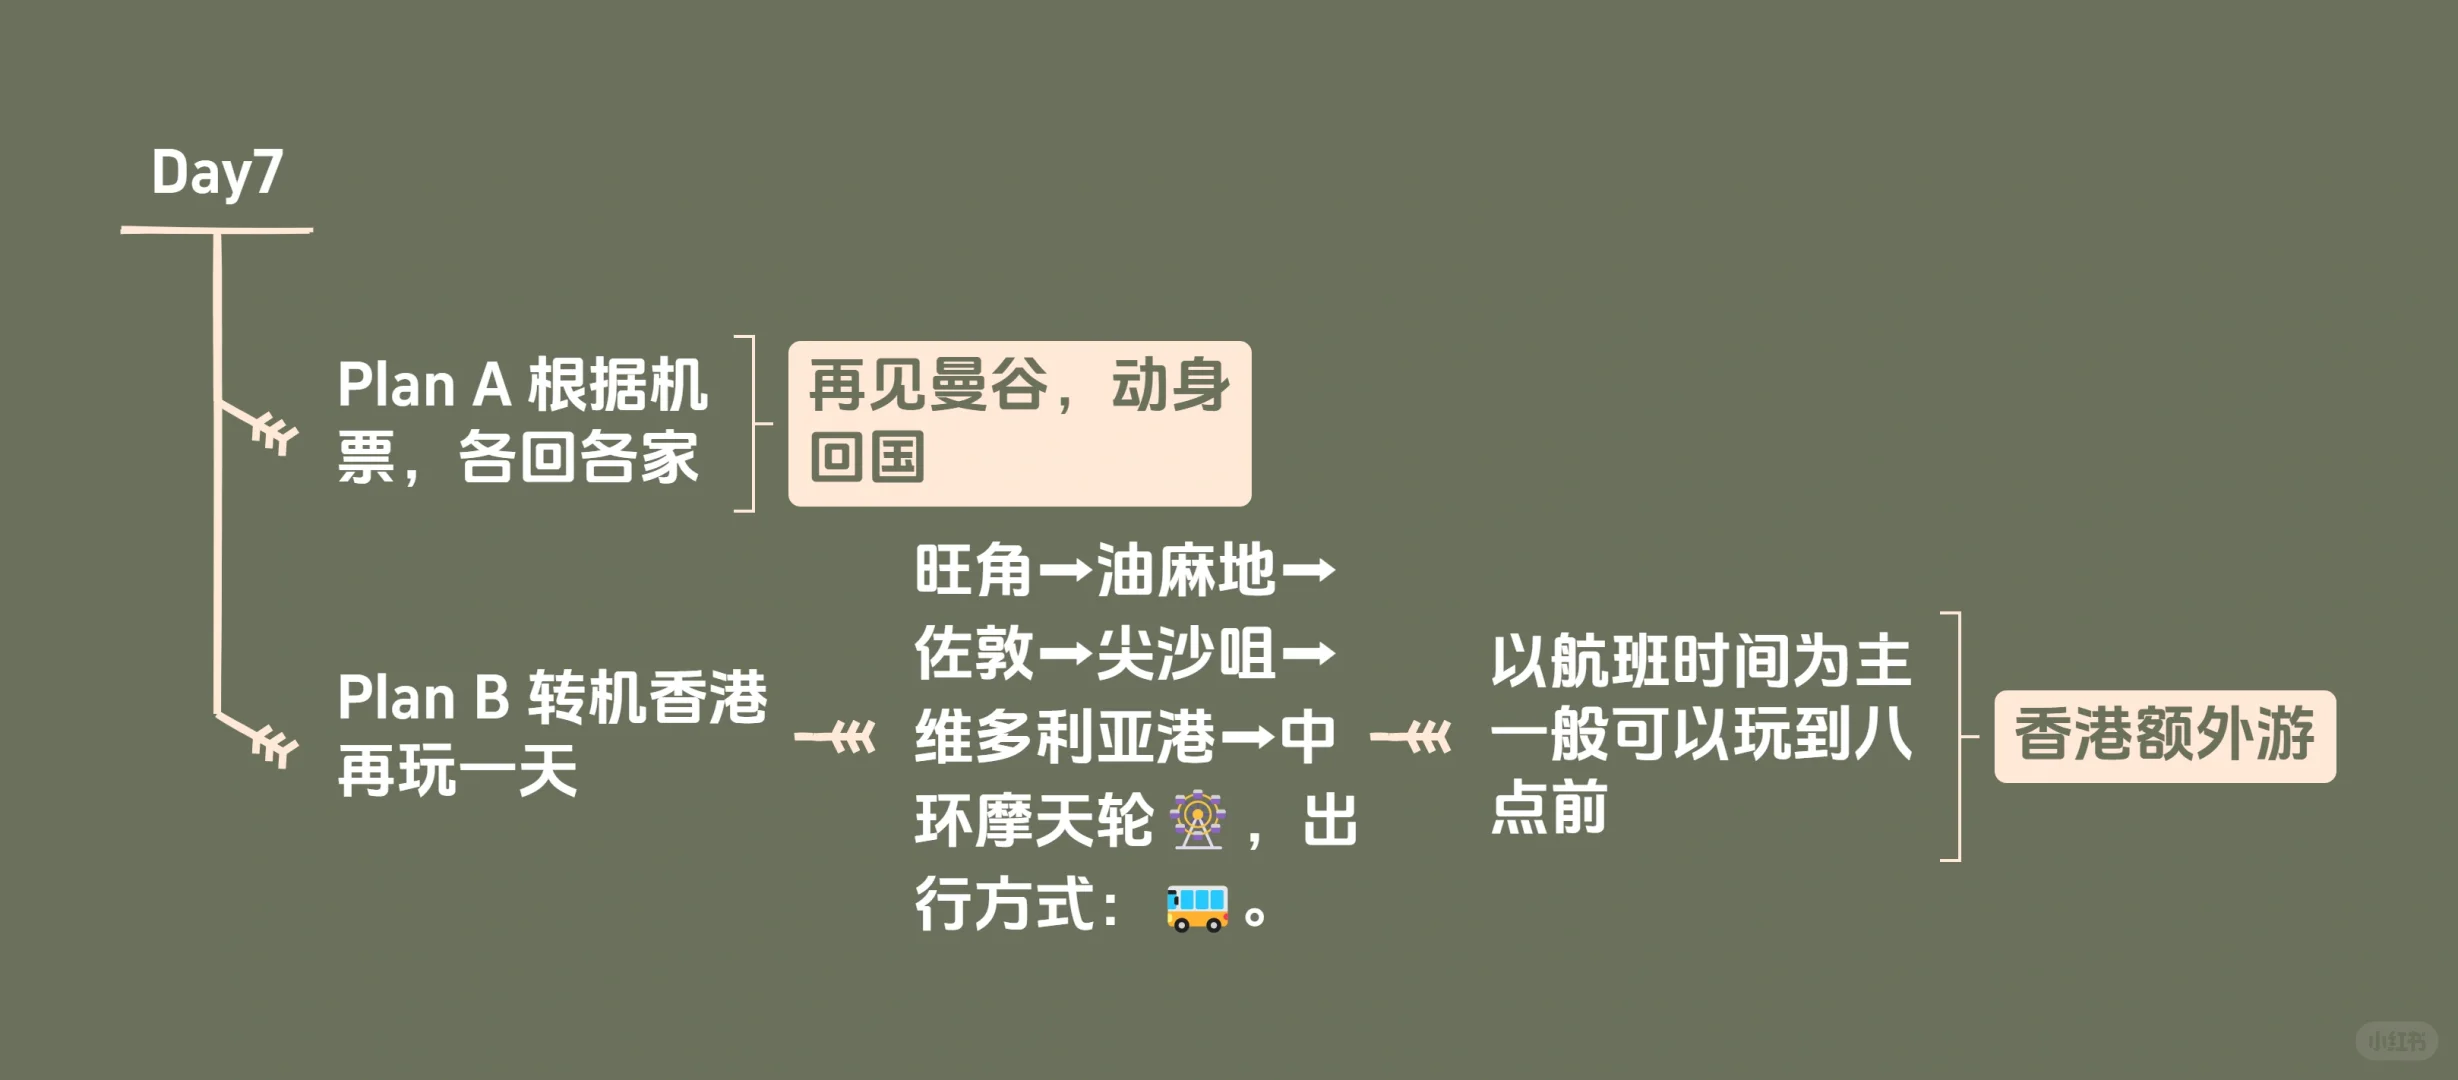 Day7
Plan A 根据机
票，各回各家
再见曼谷，动身
回国
Plan B 转机香港
再玩一天
旺角➡油麻地➡
佐敦➡尖沙咀➡
维多利亚港➡中
环摩天轮🎡，出
行方式：🚌。
以航班时间为主
一般可以玩到八
点前
香港额外游
小红书